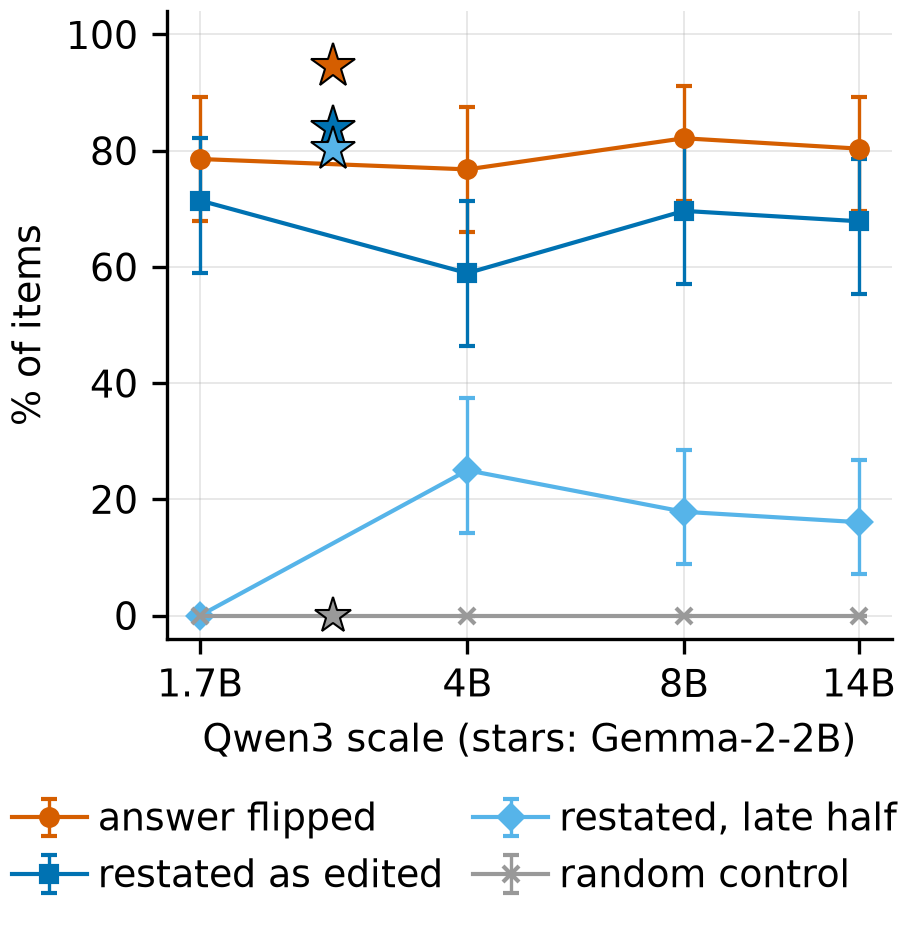 100
80
60
40
20
0
% of items
1.7B 4B 8B 14B
Qwen3 scale (stars: Gemma-2-2B)
answer flipped
restated as edited
restated, late half
random control